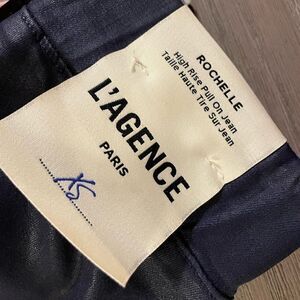 ROCHELLE
High Rise Pull On Jean
Taille Haute Tire Sur Jean
L'AGENCE
PARIS
XS